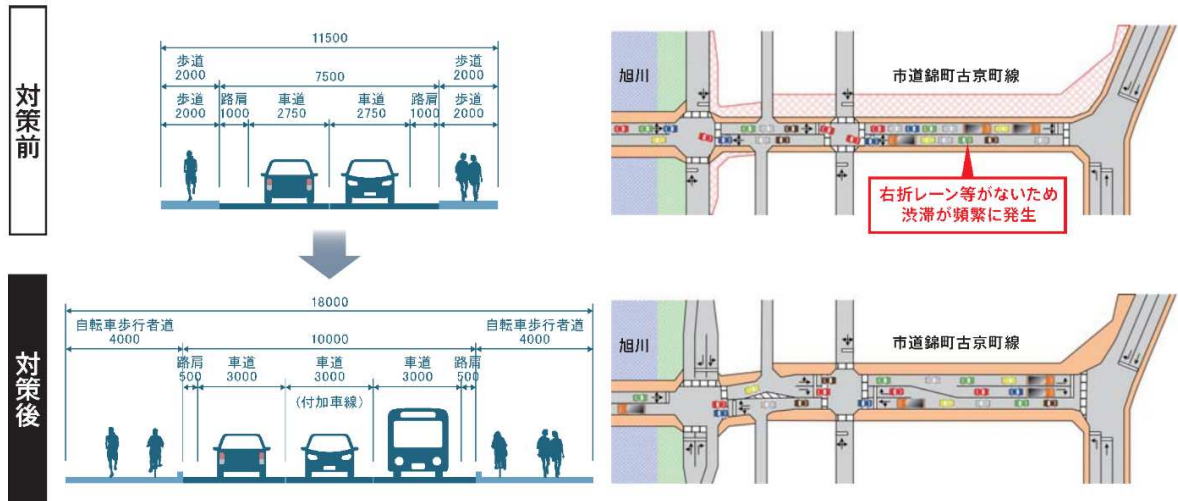 対策前
11500
歩道
2000
7500
歩道
2000
歩道
2000
路肩
1000
車道
2750
車道
2750
路肩
1000
歩道
2000
旭川
市道錦町古京町線
右折レーン等がないため
渋滞が頻繁に発生
対策後
18000
自転車歩行者道
4000
10000
自転車歩行者道
4000
路肩
500
車道
3000
車道
3000
(付加車線)
車道
3000
路肩
500
旭川
市道錦町古京町線